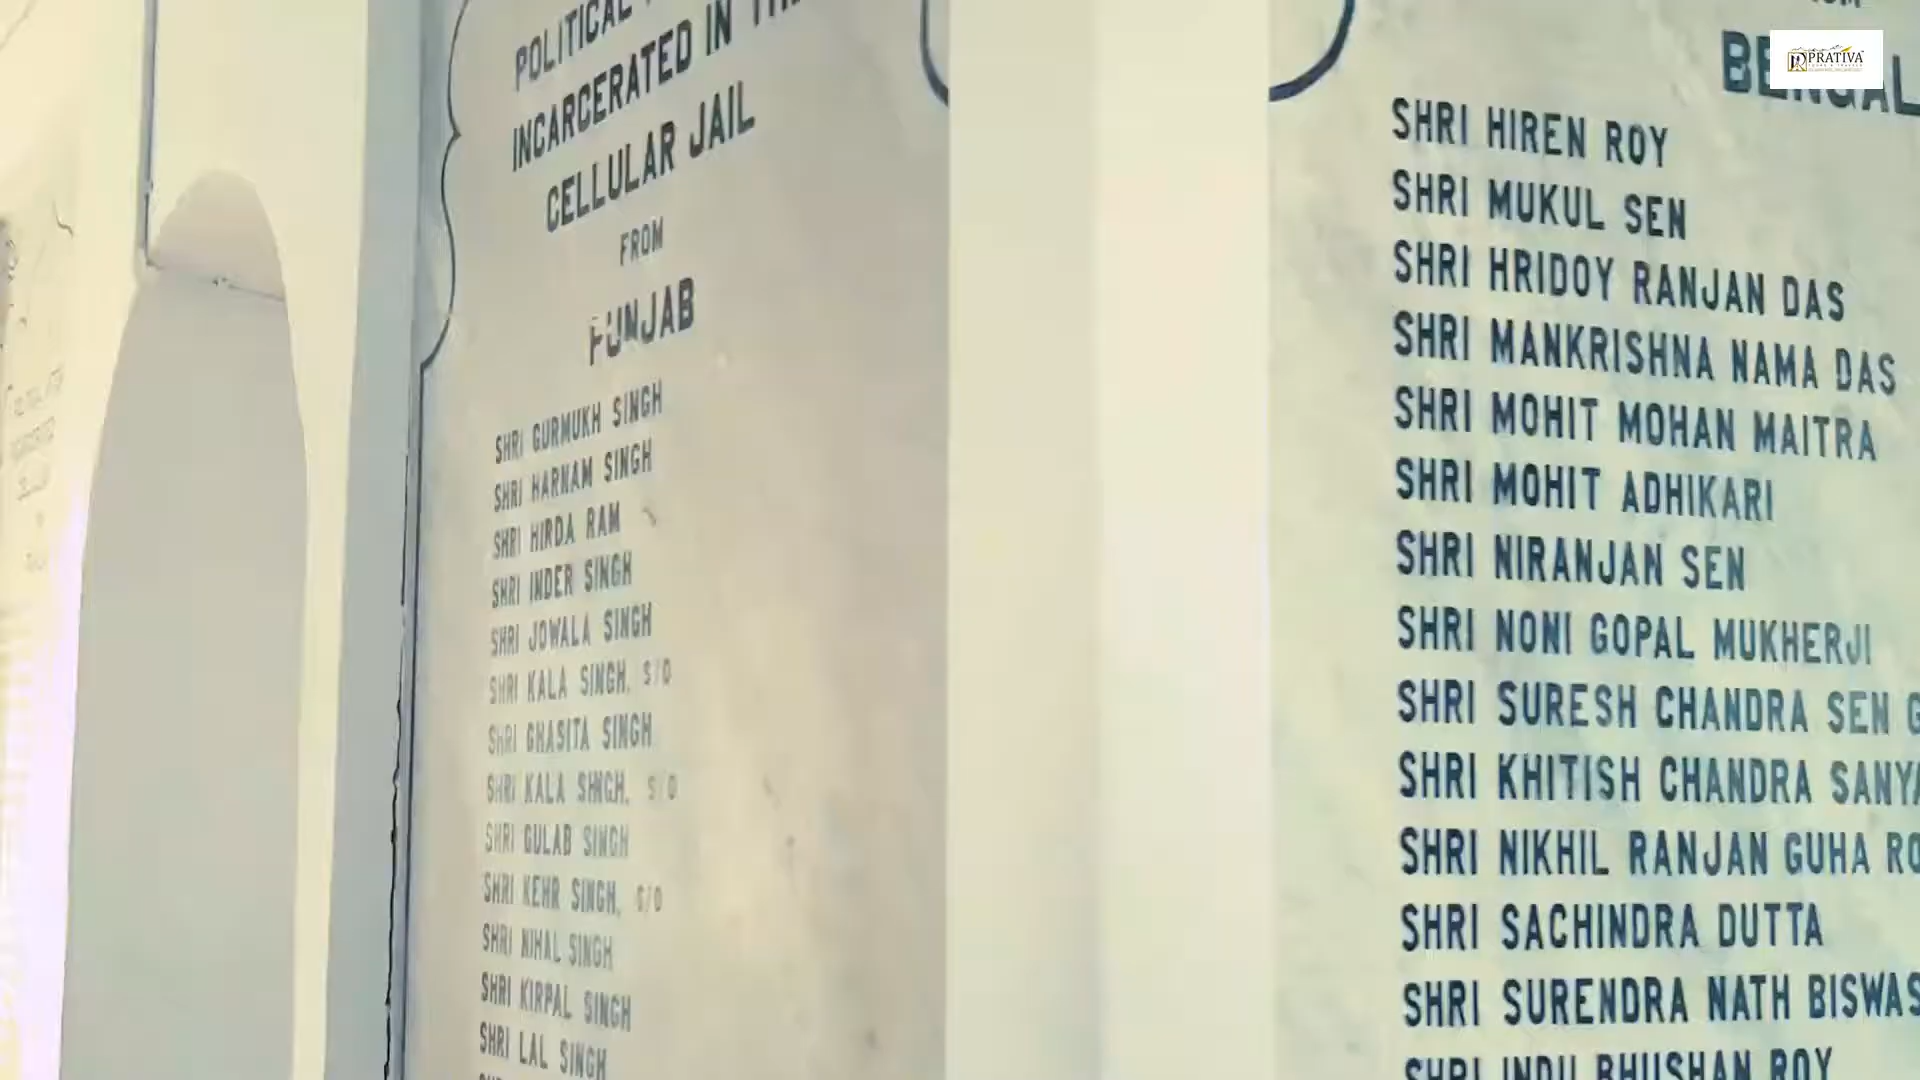 POLITICAL
INCARCERATED IN
CELLULAR JAIL
FROM
PUNJAB
SHRI GURMUKH SINGH
SHRI HARNAM SINGH
SHRI HIRDA RAM
SHRI INDER SINGH
SHRI JOWALA SINGH
SHRI KALA SINGH, S/O
SHRI GHASITA SINGH
SHRI KALA SINGH, S/O
SHRI GULAB SINGH
SHRI KEHR SINGH, S/O
SHRI NIHAL SINGH
SHRI KIRPAL SINGH
SHRI LAL SINGH
BENGAL
SHRI HIREN ROY
SHRI MUKUL SEN
SHRI HRIDOY RANJAN DAS
SHRI MANKRISHNA NAMA DAS
SHRI MOHIT MOHAN MAITRA
SHRI MOHIT ADHIKARI
SHRI NIRANJAN SEN
SHRI NONI GOPAL MUKHERJI
SHRI SURESH CHANDRA SEN
SHRI KHITISH CHANDRA
SHRI NIKHIL RANJAN GUHA
SHRI SACHINDRA DUTTA
SHRI SURENDRA NATH BISWAS
SHRI INDU BHUSHAN ROY
PRATIVA